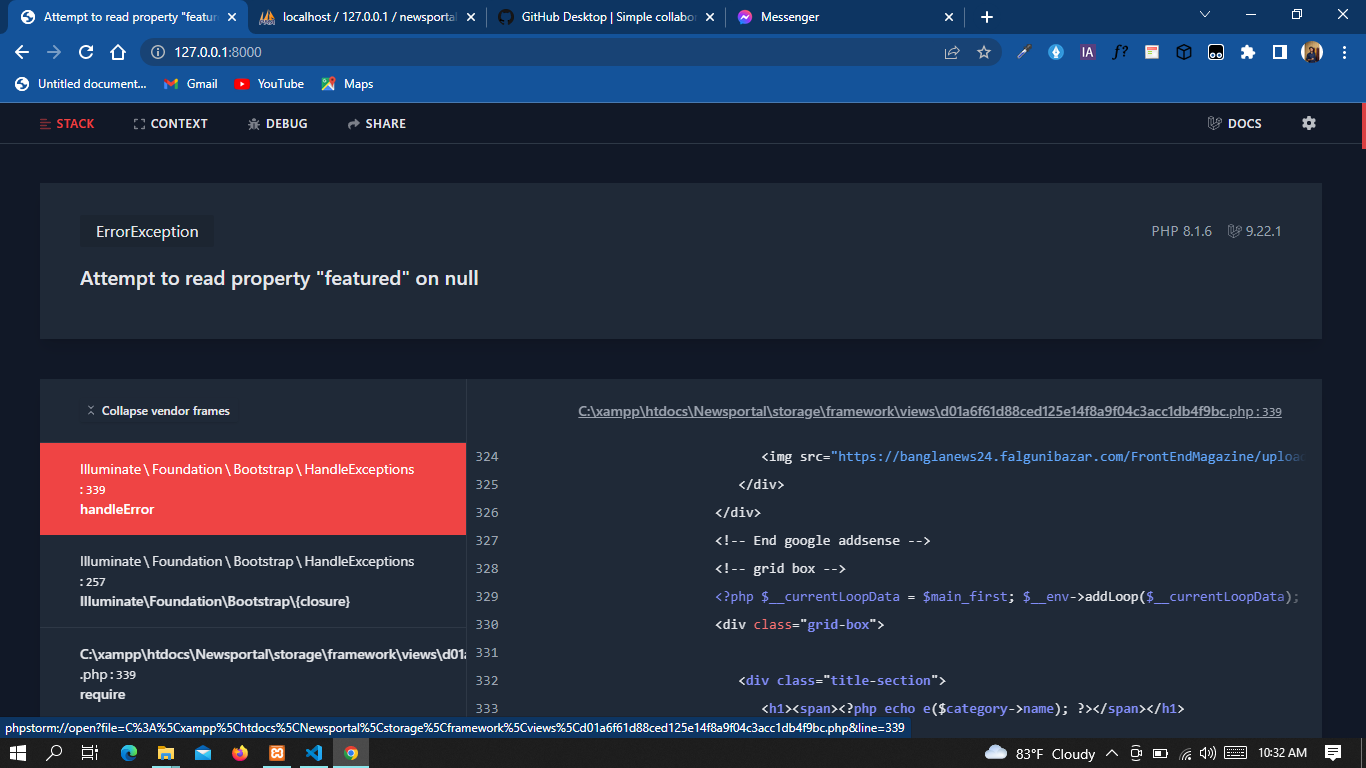 Attempt to read property "featur
localhost / 127.0.0.1 / newsportal
GitHub Desktop | Simple collabor
Messenger
127.0.0.1:8000
IA
f?
Untitled document...
Gmail
YouTube
Maps
STACK
CONTEXT
DEBUG
SHARE
DOCS
ErrorException
PHP 8.1.6
9.22.1
Attempt to read property "featured" on null
Collapse vendor frames
C:\xampp\htdocs\Newsportal\storage\framework\views\d01a6f61d88ced125e14f8a9f04c3acc1db4f9bc.php : 339
Illuminate \ Foundation \ Bootstrap \ HandleExceptions
: 339
handleError
Illuminate \ Foundation \ Bootstrap \ HandleExceptions
: 257
Illuminate\Foundation\Bootstrap\{closure}
C:\xampp\htdocs\Newsportal\storage\framework\views\d01a
.php : 339
require
324 <img src="https://banglanews24.falgunibazar.com/FrontEndMagazine/uploa
325 </div>
326 </div>
327 <!-- End google addsense -->
328 <!-- grid box -->
329 <?php $__currentLoopData = $main_first; $__env->addLoop($__currentLoopData);
330 <div class="grid-box">
331
332 <div class="title-section">
333 <h1><span><?php echo e($category->name); ?></span></h1>
phpstorm://open?file=C%3A%5Cxampp%5Chtdocs%5CNewsportal%5Cstorage%5Cframework%5Cviews%5Cd01a6f61d88ced125e14f8a9f04c3acc1db4f9bc.php&line=339
83°F Cloudy
10:32 AM